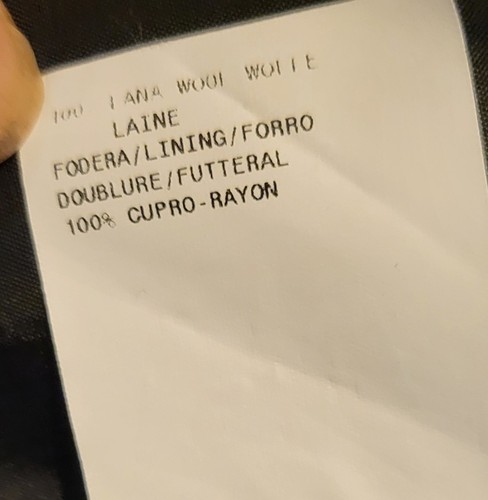 100 LANA WOOL WOLLE
LAINE
FODERA/LINING/FORRO
DOUBLURE/FUTTERAL
100% CUPRO-RAYON